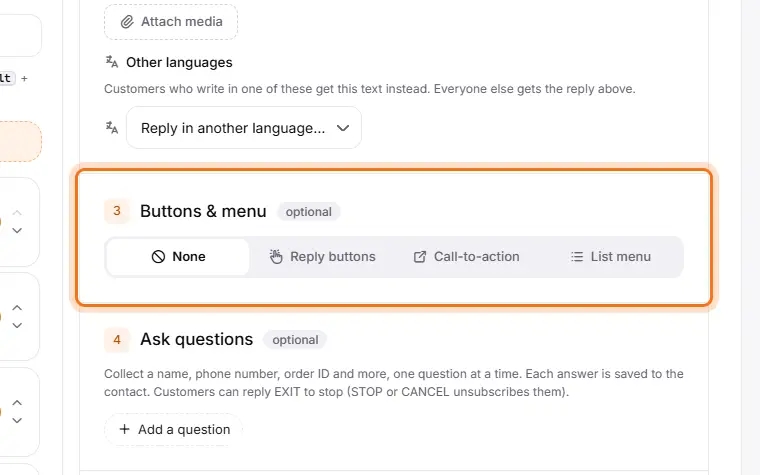 Attach media
Other languages
Customers who write in one of these get this text instead. Everyone else gets the reply above.
lt +
Reply in another language...
3 Buttons & menu optional
None Reply buttons Call-to-action List menu
4 Ask questions optional
Collect a name, phone number, order ID and more, one question at a time. Each answer is saved to the
contact. Customers can reply EXIT to stop (STOP or CANCEL unsubscribes them).
+ Add a question